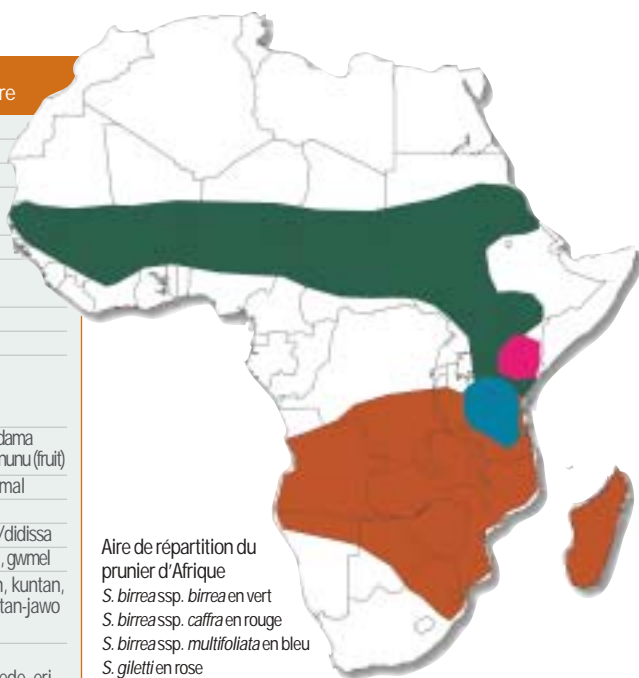 re
dama
nunu (fruit)
mal
/didissa
, gwmel
n, kuntan,
tan-jawo
Aire de répartition du
prunier d'Afrique
S. birrea ssp. birrea en vert
S. birrea ssp. caffra en rouge
S. birrea ssp. multifoliata en bleu
S. giletti en rose